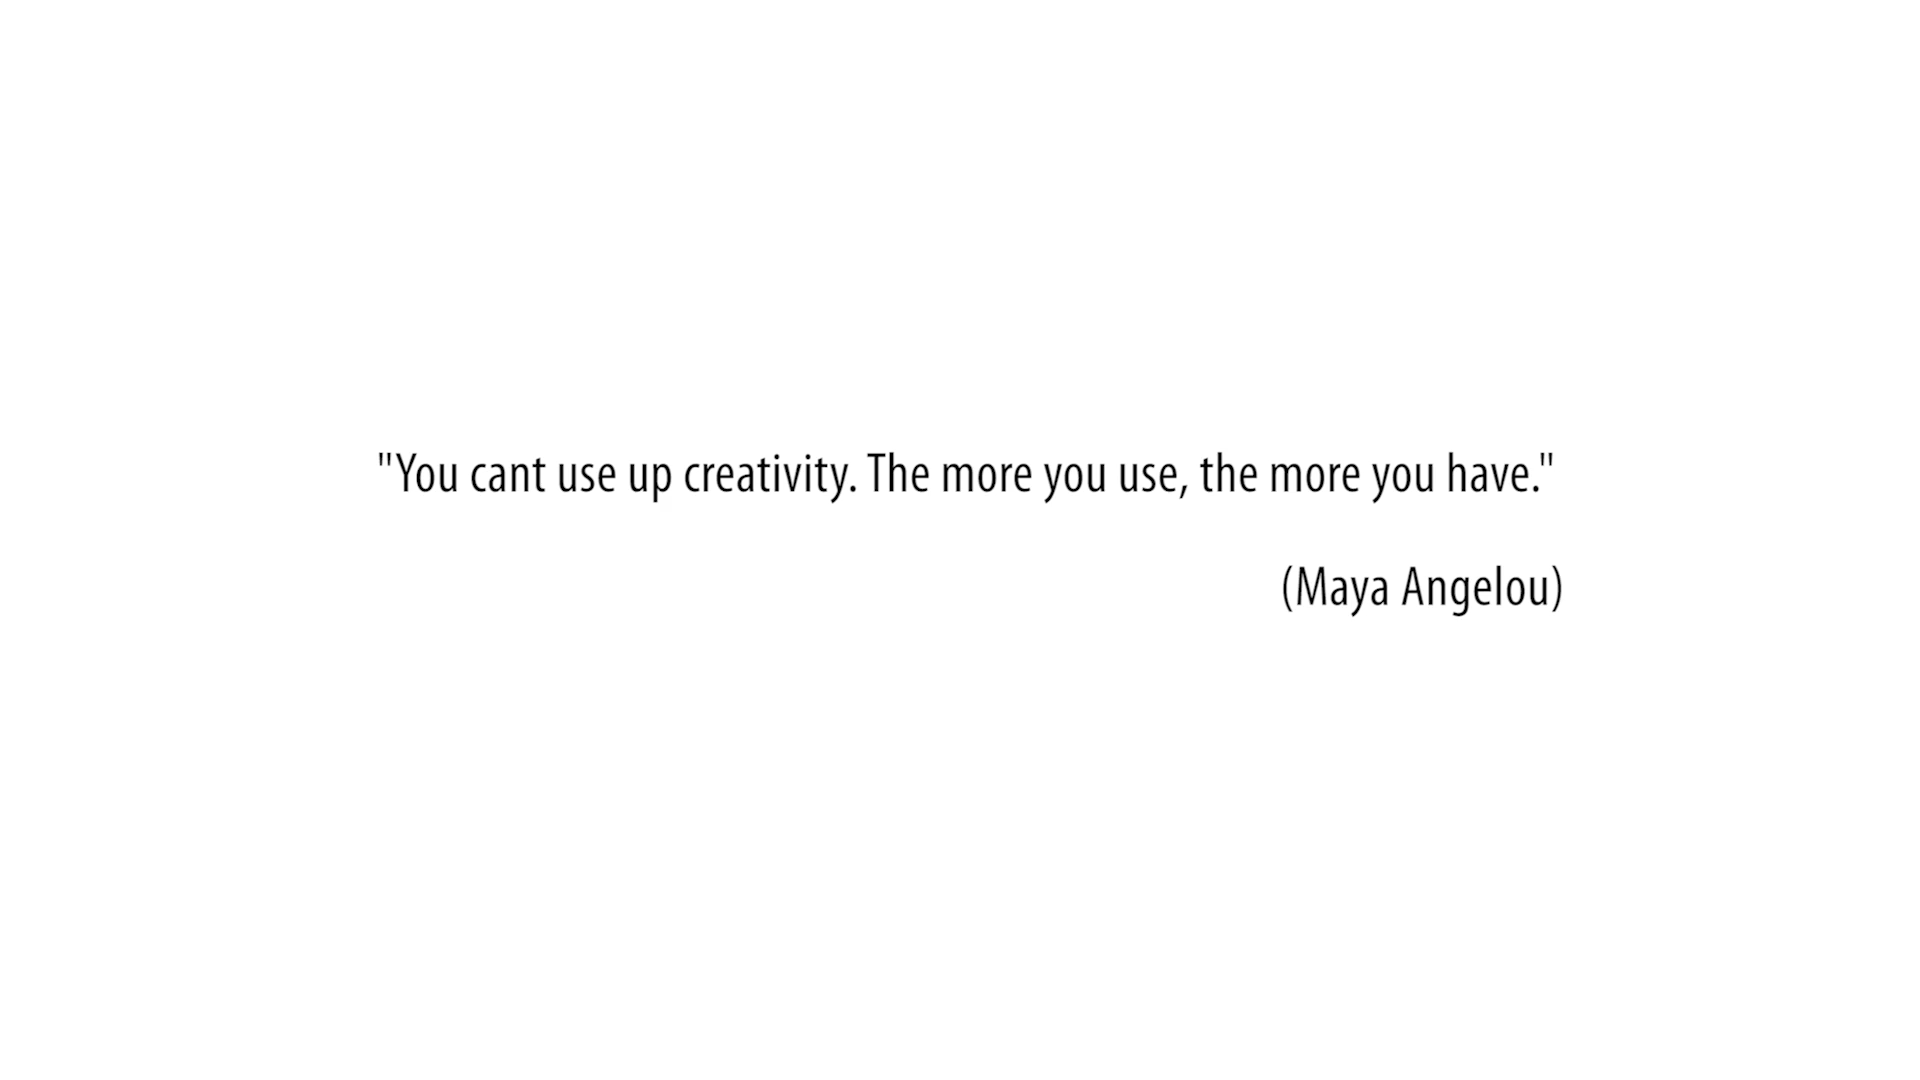 "You cant use up creativity. The more you use, the more you have."
(Maya Angelou)